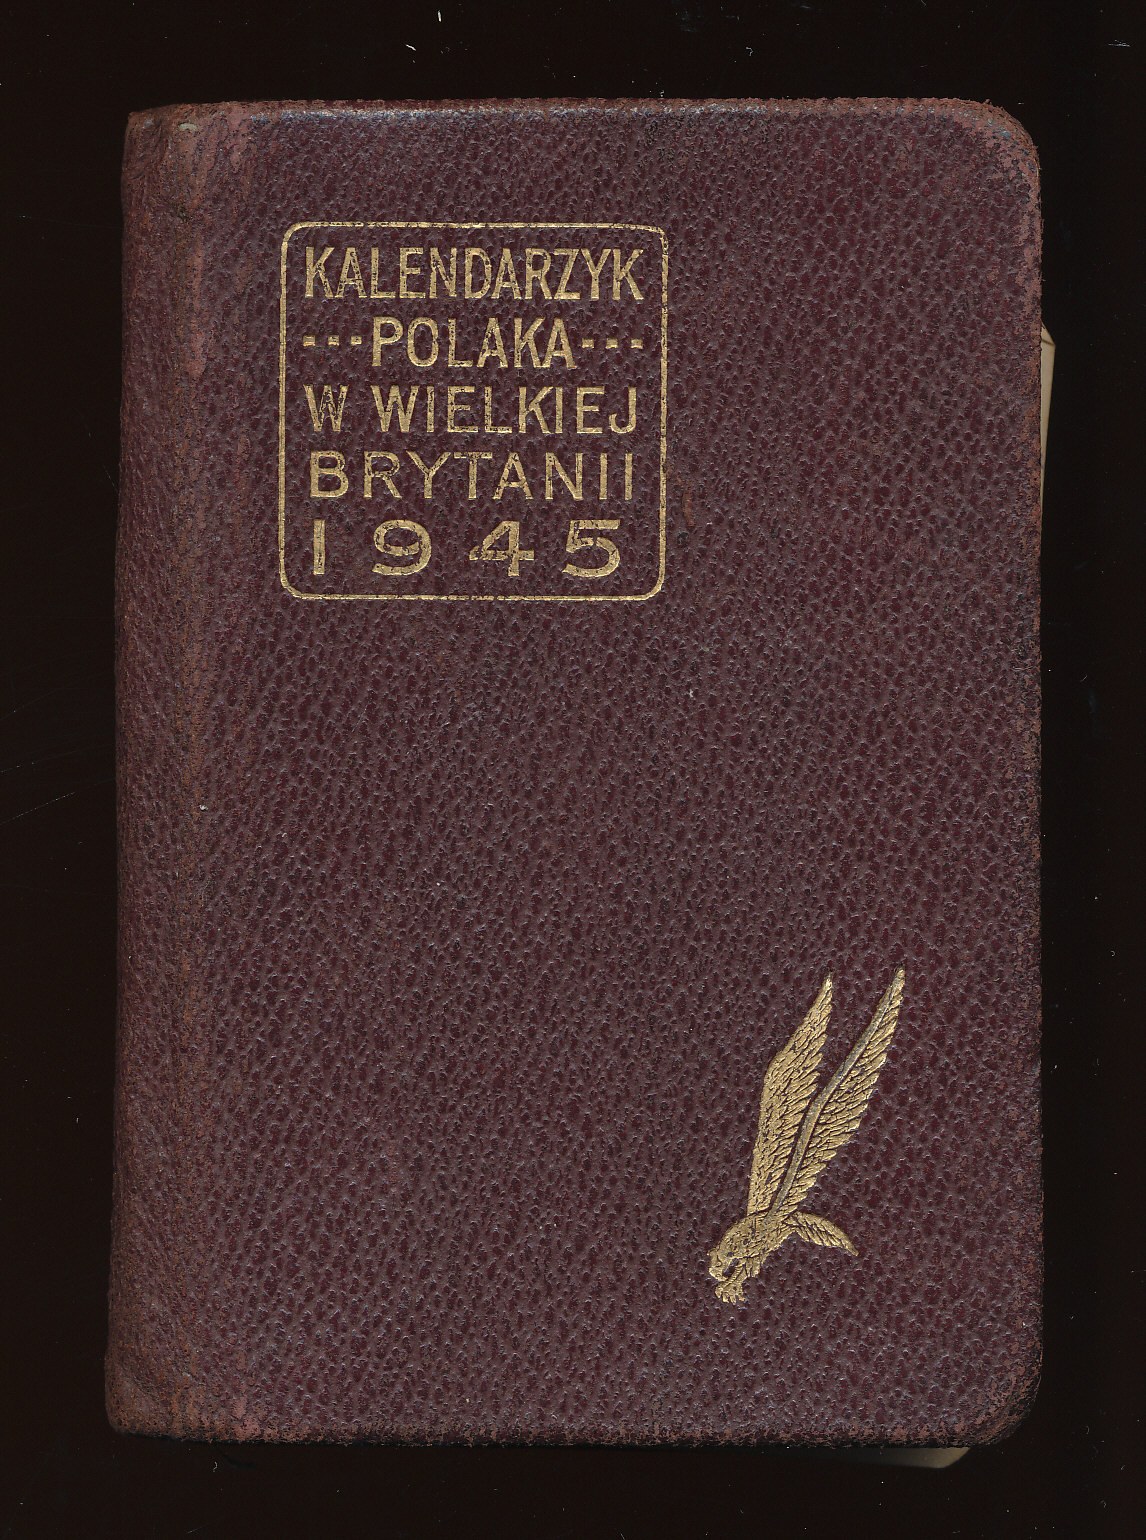 KALENDARZYK
---POLAKA---
W WIELKIEJ
BRYTANII
1945